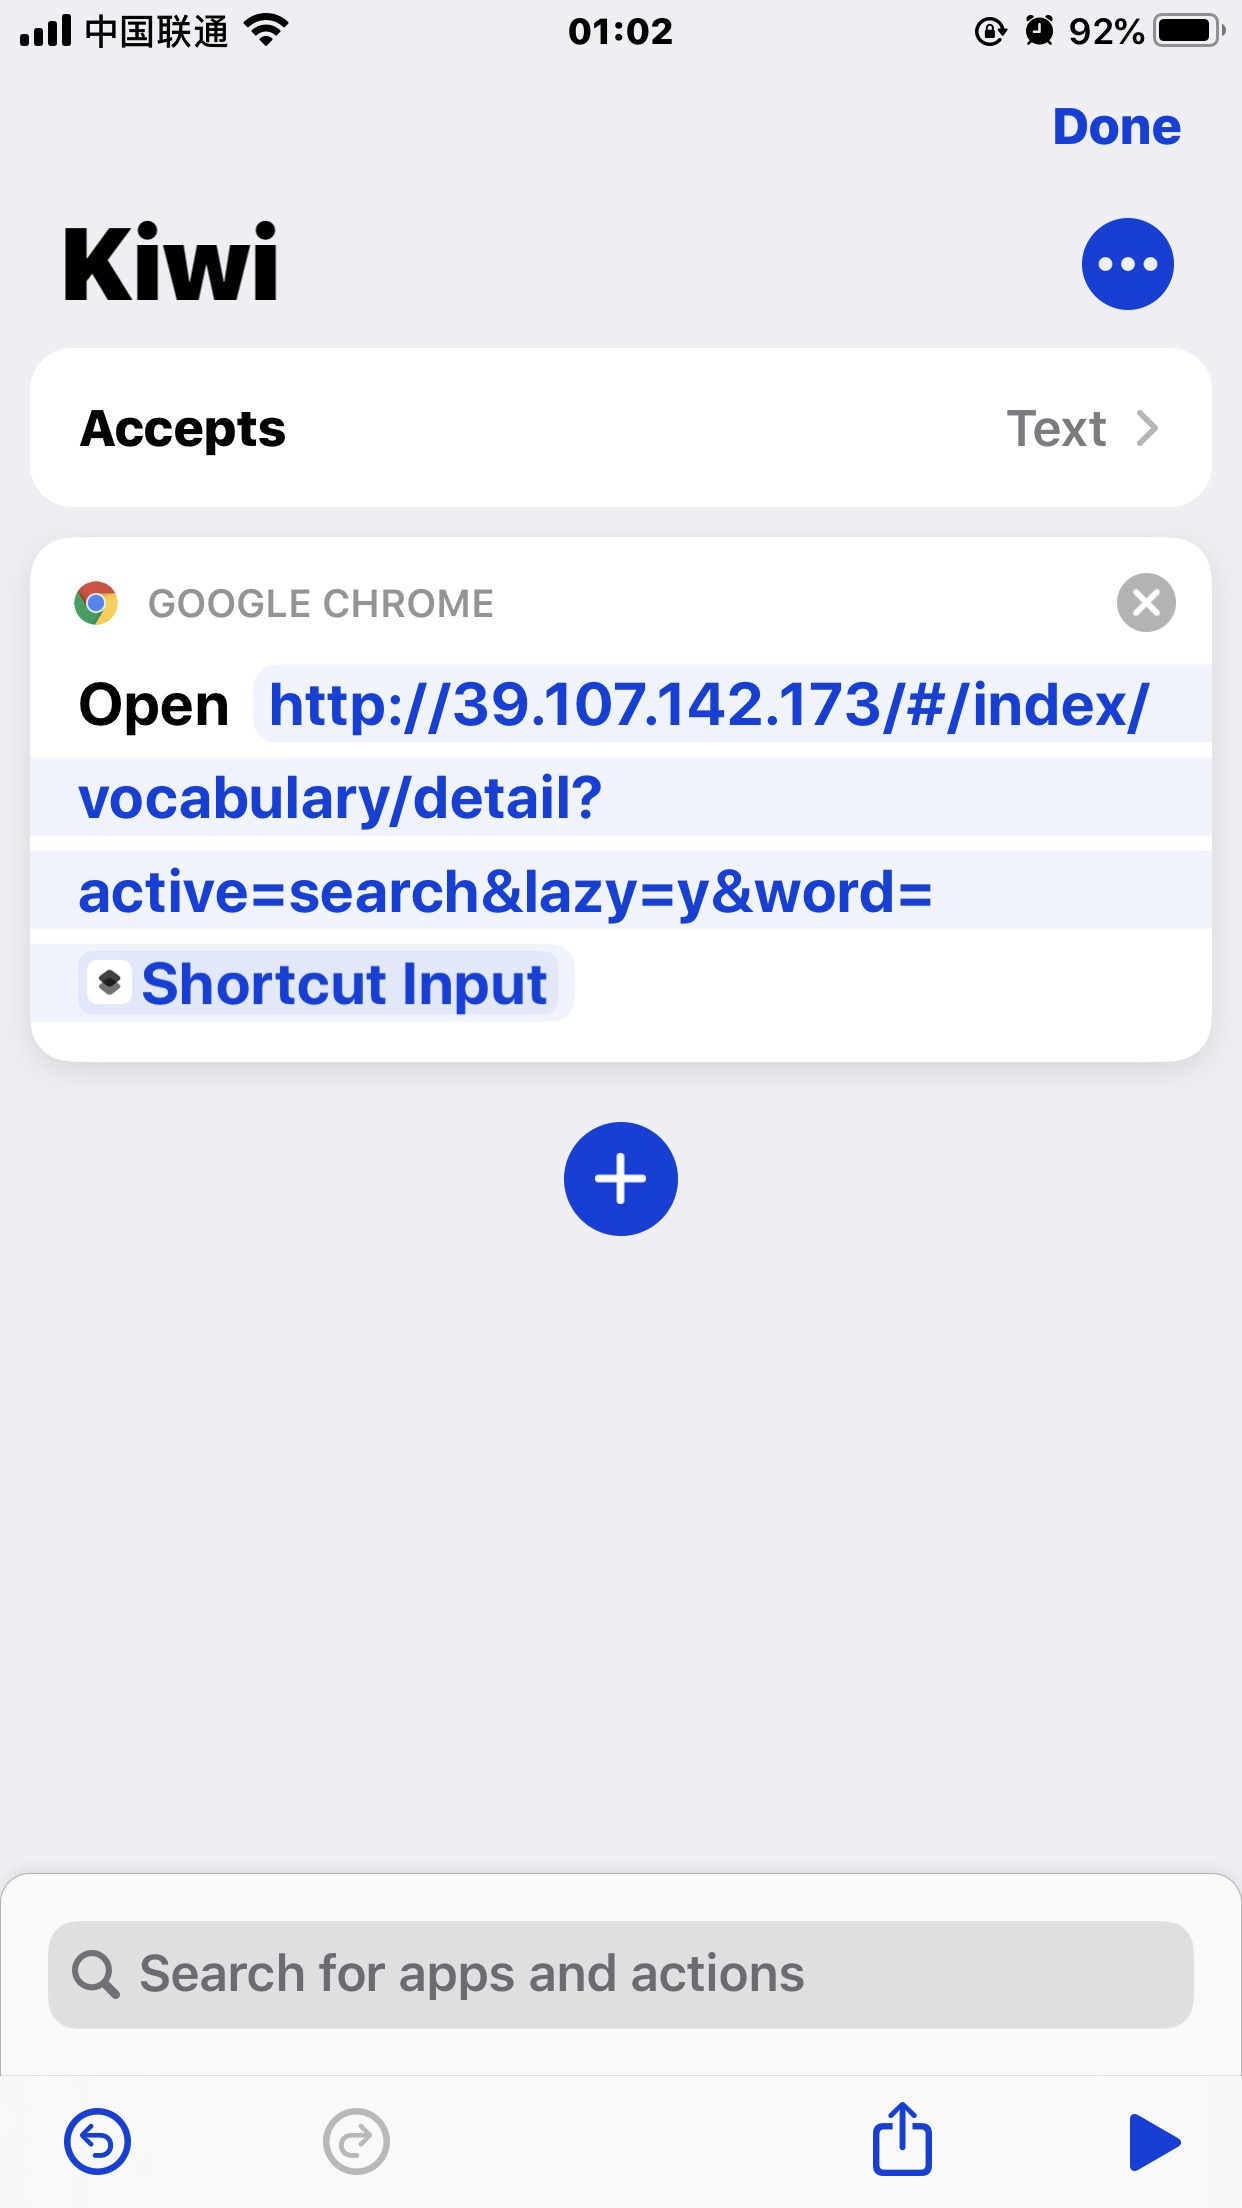 中国联通 01:02 92%
Done
Kiwi
Accepts Text
GOOGLE CHROME
Open http://39.107.142.173/#/index/
vocabulary/detail?
active=search&lazy=y&word=
Shortcut Input
Search for apps and actions